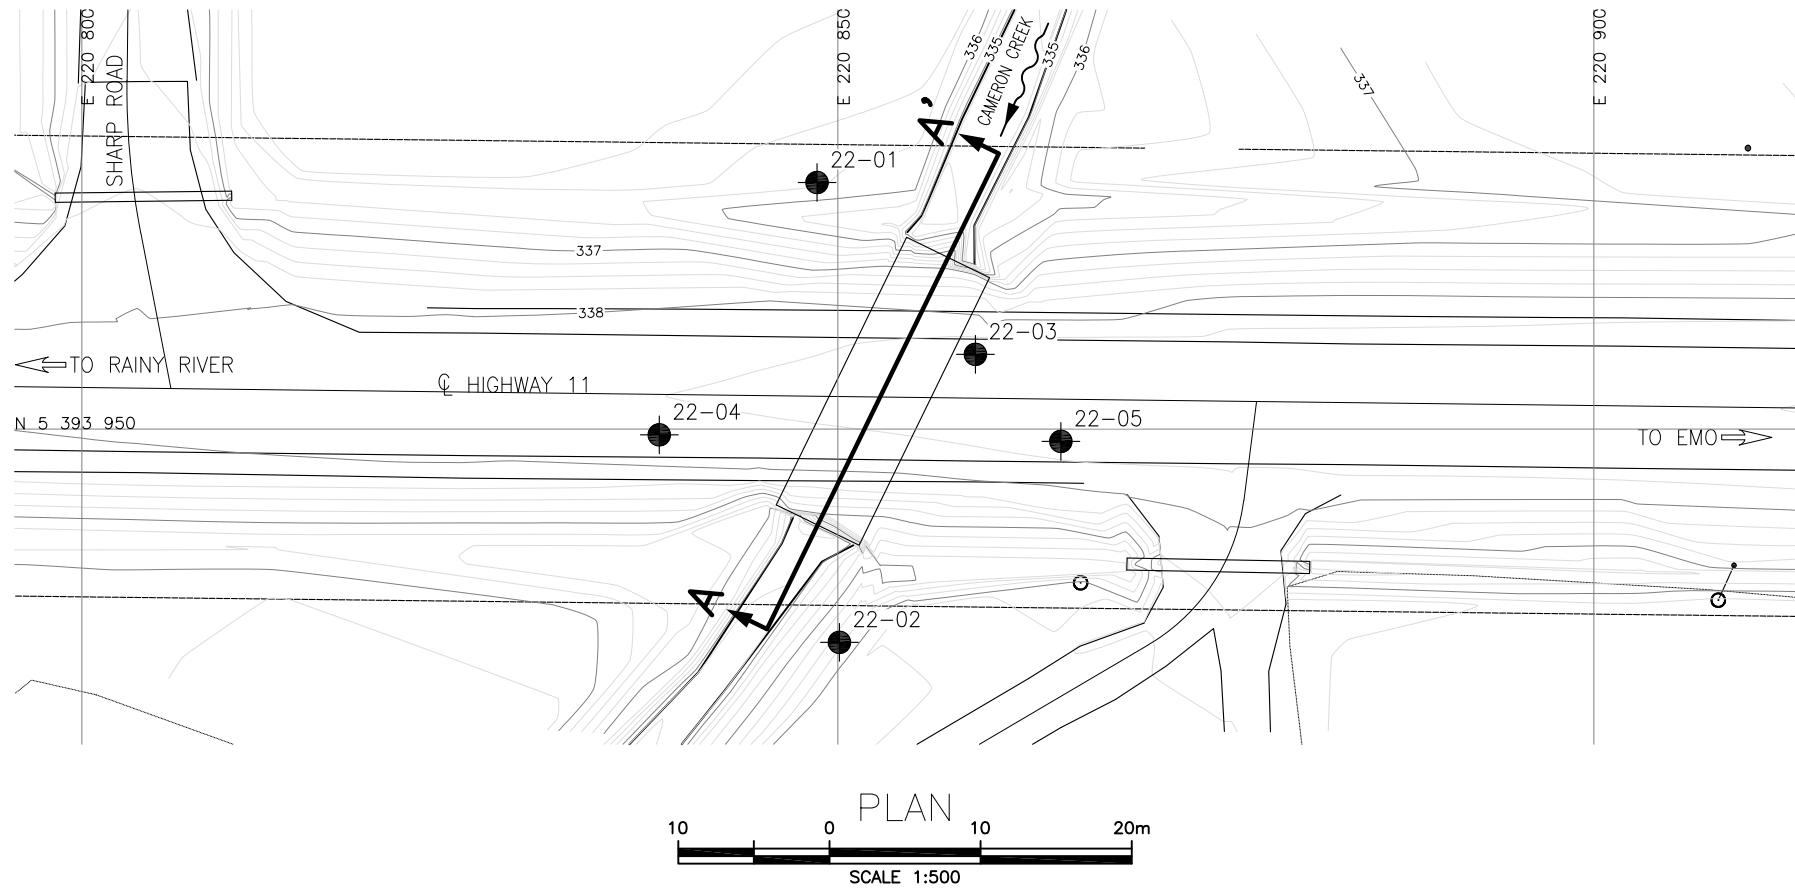 E 220 800
E 220 850
E 220 900
SHARP ROAD
336
335
CAMERON CREEK
335
336
337
A'
22-01
337
338
22-03
TO RAINY RIVER
℄ HIGHWAY 11
22-04
22-05
N 5 393 950
TO EMO
A
22-02
PLAN
10 0 10 20m
SCALE 1:500